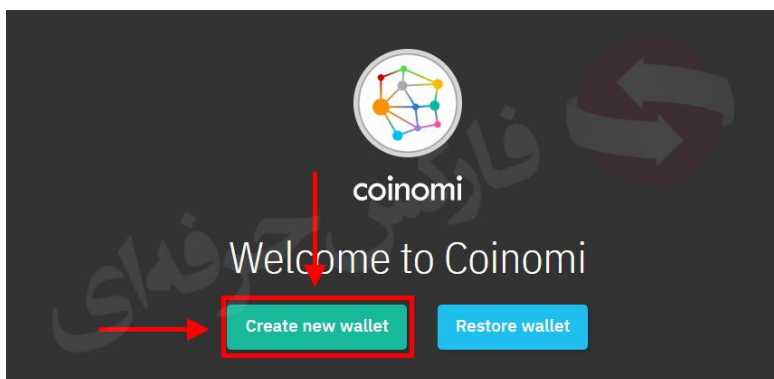 coinomi
فارکس حرفه‌ای
Welcome to Coinomi
Create new wallet
Restore wallet